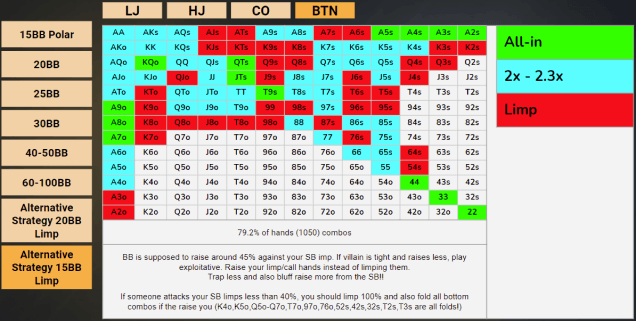 LJ HJ CO BTN
15BB Polar
20BB
25BB
30BB
40-50BB
60-100BB
Alternative
Strategy 20BB
Limp
Alternative
Strategy 15BB
Limp
AA AKs AQs AJs ATs A9s A8s A7s A6s A5s A4s A3s A2s
AKo KK KQs KJs KTs K9s K8s K7s K6s K5s K4s K3s K2s
AQo KQo QQ QJs QTs Q9s Q8s Q7s Q6s Q5s Q4s Q3s Q2s
AJo KJo QJo JJ JTs J9s J8s J7s J6s J5s J4s J3s J2s
ATo KTo QTo JTo TT T9s T8s T7s T6s T5s T4s T3s T2s
A9o K9o Q9o J9o T9o 99 98s 97s 96s 95s 94s 93s 92s
A8o K8o Q8o J8o T8o 98o 88 87s 86s 85s 84s 83s 82s
A7o K7o Q7o J7o T7o 97o 87o 77 76s 75s 74s 73s 72s
A6o K6o Q6o J6o T6o 96o 86o 76o 66 65s 64s 63s 62s
A5o K5o Q5o J5o T5o 95o 85o 75o 65o 55 54s 53s 52s
A4o K4o Q4o J4o T4o 94o 84o 74o 64o 54o 44 43s 42s
A3o K3o Q3o J3o T3o 93o 83o 73o 63o 53o 43o 33 32s
A2o K2o Q2o J2o T2o 92o 82o 72o 62o 52o 42o 32o 22
79.2% of hands (1050) combos
BB is supposed to raise around 45% against your SB imp. If villain is tight and raises less, play
exploitative. Raise your limp/call hands instead of limping them.
Trap less and also bluff raise more from the SB!!
If someone attacks your SB limps less than 40%, you should limp 100% and also fold all bottom
combos if the raise you (K4o,K5o,Q5o-Q7o,T7o,97o,76o,52s,42s,32s,T2s,T3s are all folds!)
All-in
2x - 2.3x
Limp